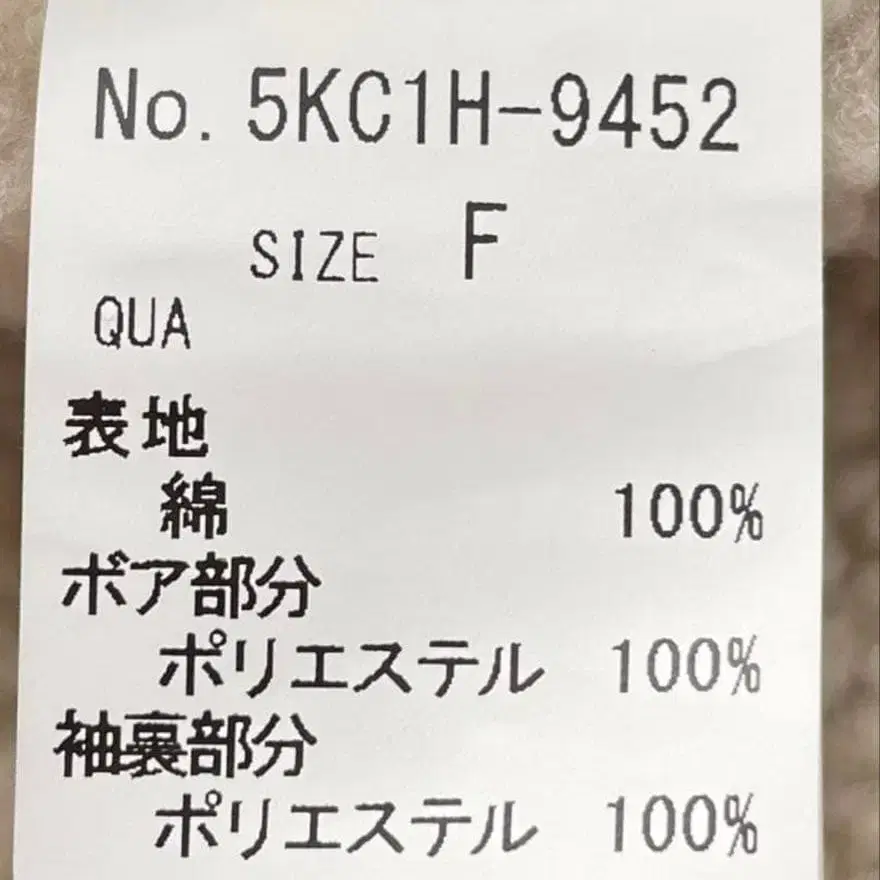 No. 5KC1H-9452
SIZE F
QUA
表地
綿 100%
ボア部分
ポリエステル 100%
袖裏部分
ポリエステル 100%